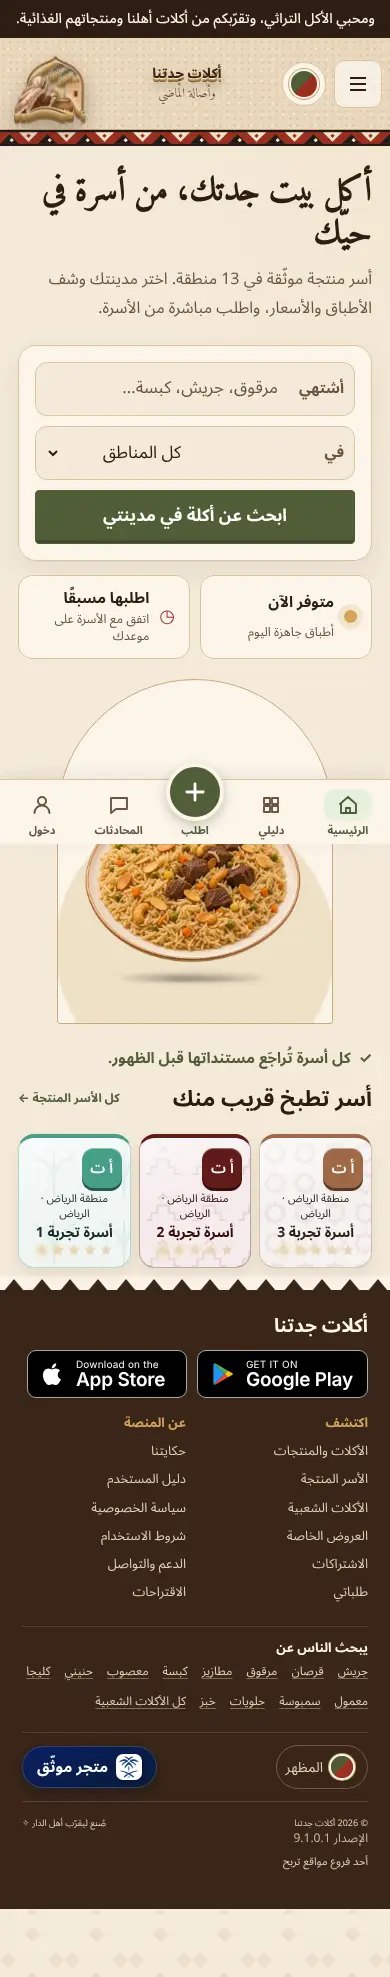 ومحبي الأكل التراثي، وتقرّبكم من أكلات أهلنا ومنتجاتهم الغذائية.
أكلات جدتنا
وأصالة الماضي
أكل بيت جدتك، من أسرة في
حيّك
أسر منتجة موثّقة في 13 منطقة. اختر مدينتك وشف
الأطباق والأسعار، واطلب مباشرة من الأسرة.
أشتهي مرقوق، جريش، كبسة...
في كل المناطق
ابحث عن أكلة في مدينتي
متوفر الآن
أطباق جاهزة اليوم
اطلبها مسبقًا
اتفق مع الأسرة على
موعدك
الرئيسية
دليلي
اطلب
المحادثات
دخول
✓ كل أسرة تُراجَع مستنداتها قبل الظهور.
أسر تطبخ قريب منك
كل الأسر المنتجة ←
أ ت
منطقة الرياض ·
الرياض
أسرة تجربة 3
أ ت
منطقة الرياض ·
الرياض
أسرة تجربة 2
أ ت
منطقة الرياض ·
الرياض
أسرة تجربة 1
أكلات جدتنا
GET IT ON
Google Play
Download on the
App Store
اكتشف
الأكلات والمنتجات
الأسر المنتجة
الأكلات الشعبية
العروض الخاصة
الاشتراكات
طلباتي
عن المنصة
حكايتنا
دليل المستخدم
سياسة الخصوصية
شروط الاستخدام
الدعم والتواصل
الاقتراحات
يبحث الناس عن
جريش قرصان مرقوق مطازيز كبسة معصوب حنيني كليجا
معمول سمبوسة حلويات خبز كل الأكلات الشعبية
المظهر
متجر موثّق
© 2026 أكلات جدتنا
الإصدار 9.1.0.1
أحد فروع مواقع تربح
صُنع ليقرّب أهل الدار ✧